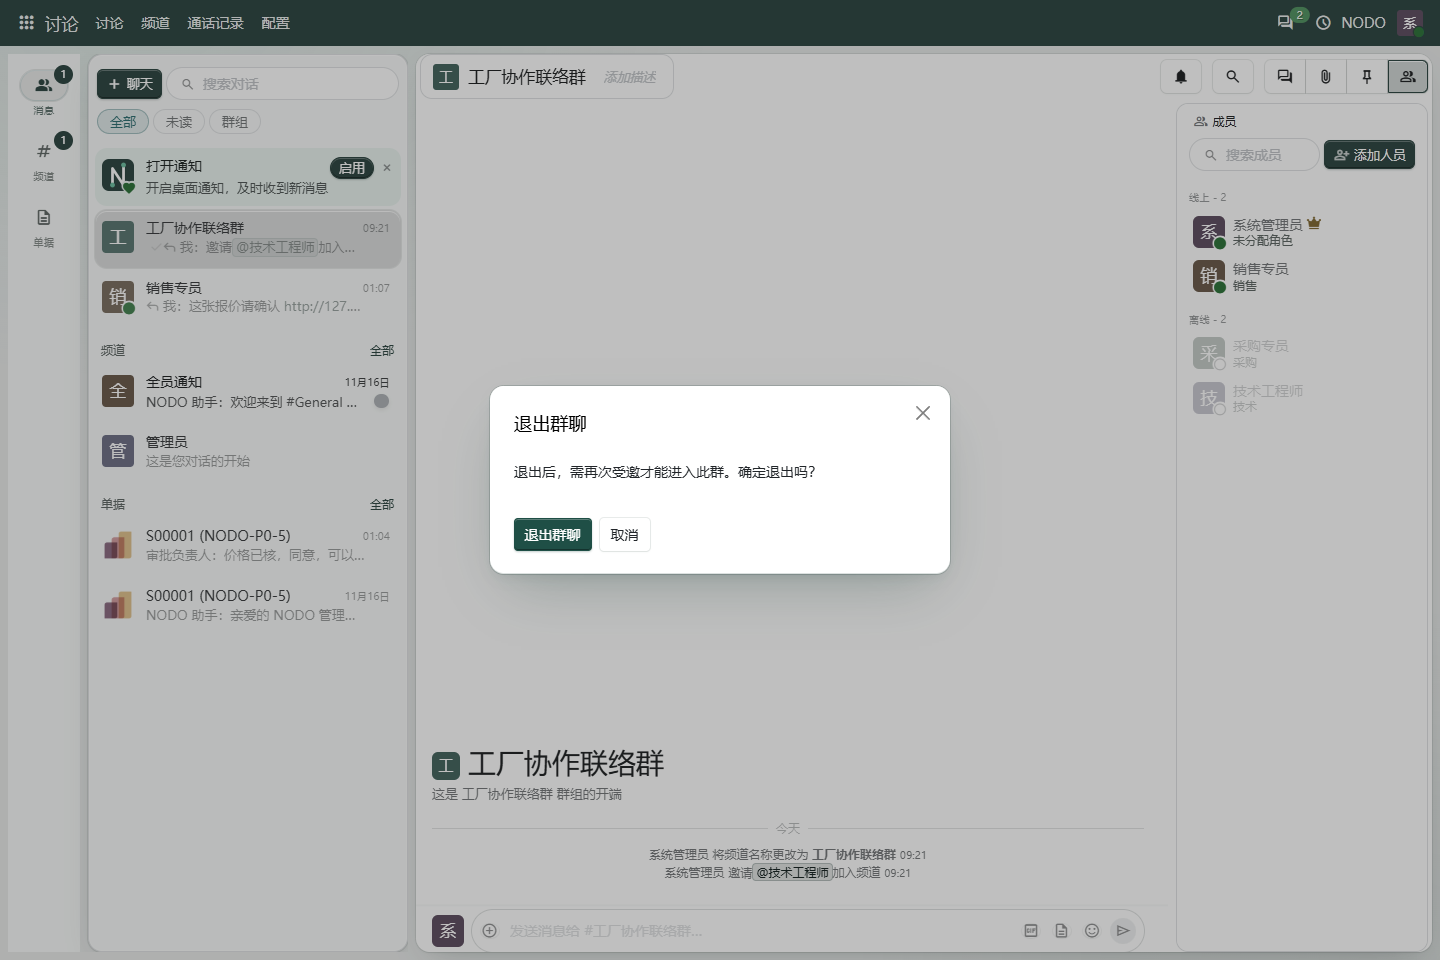 讨论 讨论 频道 通话记录 配置 2 NODO 系
1
消息
1
频道
单据
聊天 搜索对话
全部 未读 群组
打开通知 启用
开启桌面通知，及时收到新消息
工 工厂协作联络群 09:21
我：邀请 @技术工程师 加入…
销 销售专员 01:07
我：这张报价请确认 http://127....
频道 全部
全 全员通知 11月16日
NODO 助手：欢迎来到 #General ...
管 管理员
这是您对话的开始
单据 全部
S00001 (NODO-P0-5) 01:04
审批负责人：价格已核，同意，可以...
S00001 (NODO-P0-5) 11月16日
NODO 助手：亲爱的 NODO 管理...
工 工厂协作联络群 添加描述
退出群聊
退出后，需再次受邀才能进入此群。确定退出吗？
退出群聊 取消
工 工厂协作联络群
这是 工厂协作联络群 群组的开端
今天
系统管理员 将频道名称更改为 工厂协作联络群 09:21
系统管理员 邀请 @技术工程师 加入频道 09:21
系 发送消息给 #工厂协作联络群...
GIF
成员
搜索成员 添加人员
线上 - 2
系 系统管理员
未分配角色
销 销售专员
销售
离线 - 2
采 采购专员
采购
技 技术工程师
技术